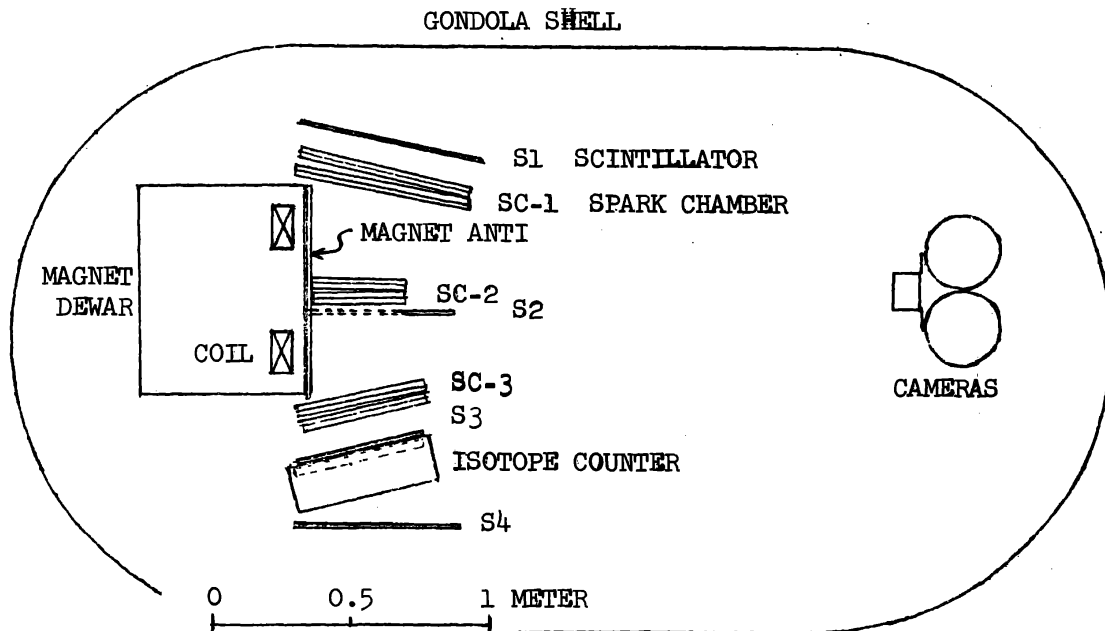 GONDOLA SHELL
S1 SCINTILLATOR
SC-1 SPARK CHAMBER
MAGNET ANTI
MAGNET
DEWAR
SC-2 S2
COIL
SC-3
S3
CAMERAS
ISOTOPE COUNTER
S4
0 0.5 1 METER